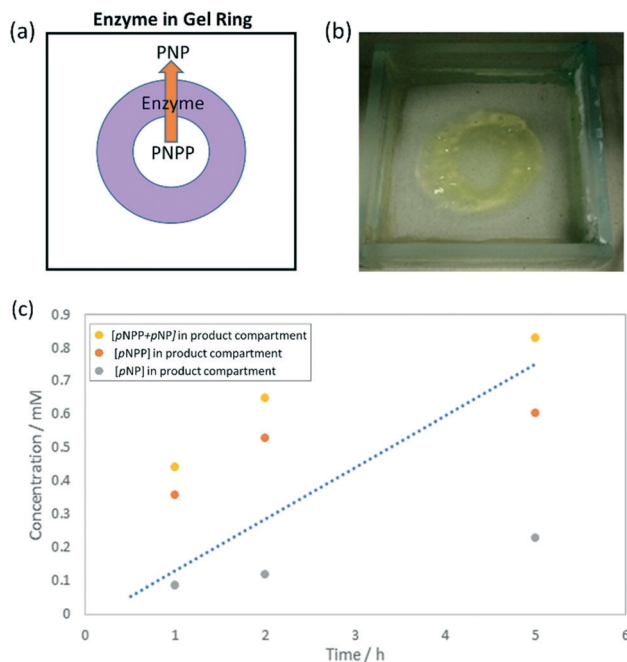 (a)
Enzyme in Gel Ring
PNP
Enzyme
PNPP
(b)
(c)
0.9
0.8
0.7
0.6
0.5
0.4
0.3
0.2
0.1
0
Concentration / mM
[pNPP+pNP] in product compartment
[pNPP] in product compartment
[pNP] in product compartment
0 1 2 3 4 5 6
Time / h